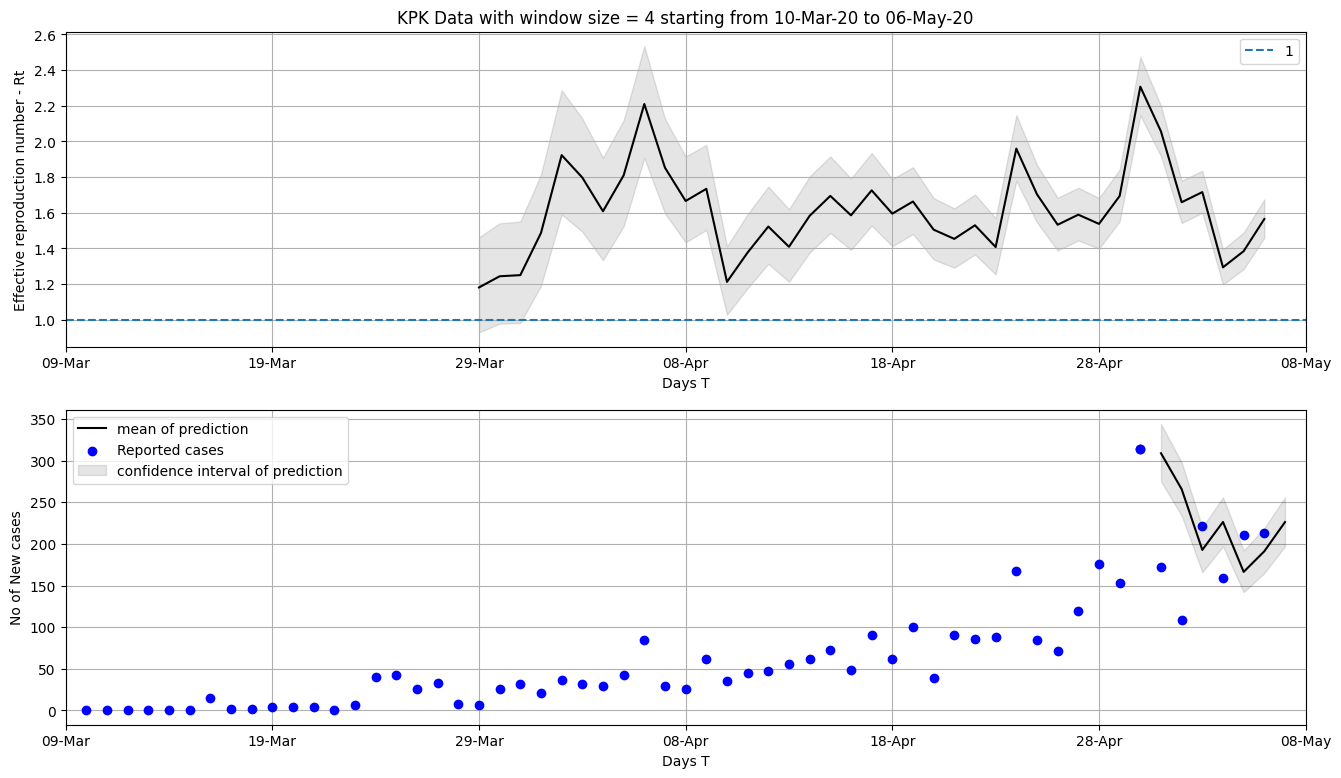 KPK Data with window size = 4 starting from 10-Mar-20 to 06-May-20
Effective reproduction number - Rt
2.6
2.4
2.2
2.0
1.8
1.6
1.4
1.2
1.0
1
09-Mar 19-Mar 29-Mar 08-Apr 18-Apr 28-Apr 08-May
Days T
No of New cases
350
300
250
200
150
100
50
0
mean of prediction
Reported cases
confidence interval of prediction
09-Mar 19-Mar 29-Mar 08-Apr 18-Apr 28-Apr 08-May
Days T